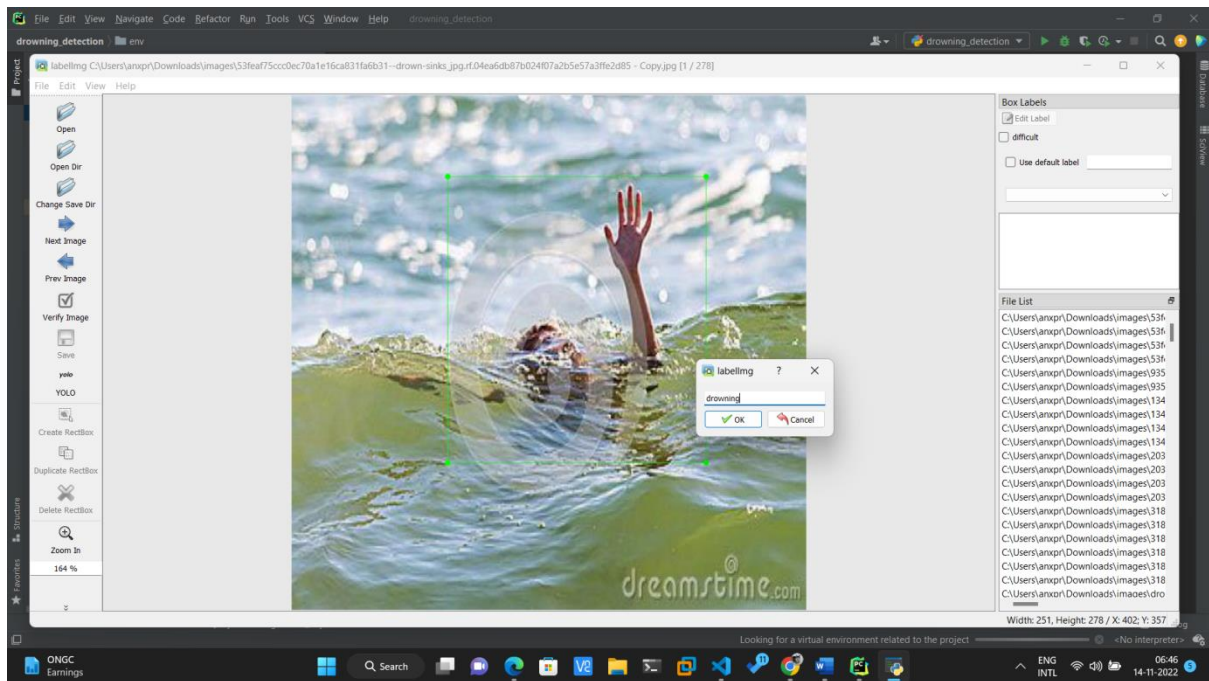 File Edit View Navigate Code Refactor Run Tools VCS Window Help drowning_detection
drowning_detection env
drowning_detection
labelImg C:\Users\anxpr\Downloads\images\53feaf75ccc0ec70a1e16ca831fa6b31--drown-sinks_jpg.rf.04ea6db87b024f07a2b5e57a3ffe2d85 - Copy.jpg [1 / 278]
File Edit View Help
Project
Structure
Favorites
Database
SciView
Open
Open Dir
Change Save Dir
Next Image
Prev Image
Verify Image
Save
yolo
YOLO
Create RectBox
Duplicate RectBox
Delete RectBox
Zoom In
164 %
dreamstime.com
labelImg ?
drowning
OK Cancel
Box Labels
Edit Label
difficult
Use default label
File List
C:\Users\anxpr\Downloads\images\53f
C:\Users\anxpr\Downloads\images\53f
C:\Users\anxpr\Downloads\images\53f
C:\Users\anxpr\Downloads\images\53f
C:\Users\anxpr\Downloads\images\935
C:\Users\anxpr\Downloads\images\935
C:\Users\anxpr\Downloads\images\134
C:\Users\anxpr\Downloads\images\134
C:\Users\anxpr\Downloads\images\134
C:\Users\anxpr\Downloads\images\134
C:\Users\anxpr\Downloads\images\203
C:\Users\anxpr\Downloads\images\203
C:\Users\anxpr\Downloads\images\203
C:\Users\anxpr\Downloads\images\203
C:\Users\anxpr\Downloads\images\318
C:\Users\anxpr\Downloads\images\318
C:\Users\anxpr\Downloads\images\318
C:\Users\anxpr\Downloads\images\318
C:\Users\anxpr\Downloads\images\318
C:\Users\anxpr\Downloads\images\318
C:\Users\anxpr\Downloads\images\dro
Width: 251, Height: 278 / X: 402; Y: 357
Looking for a virtual environment related to the project <No interpreter>
ONGC
Earnings
Search
ENG
INTL
06:46
14-11-2022